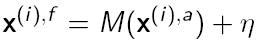 x^{(i),f} = M(x^{(i),a}) + η